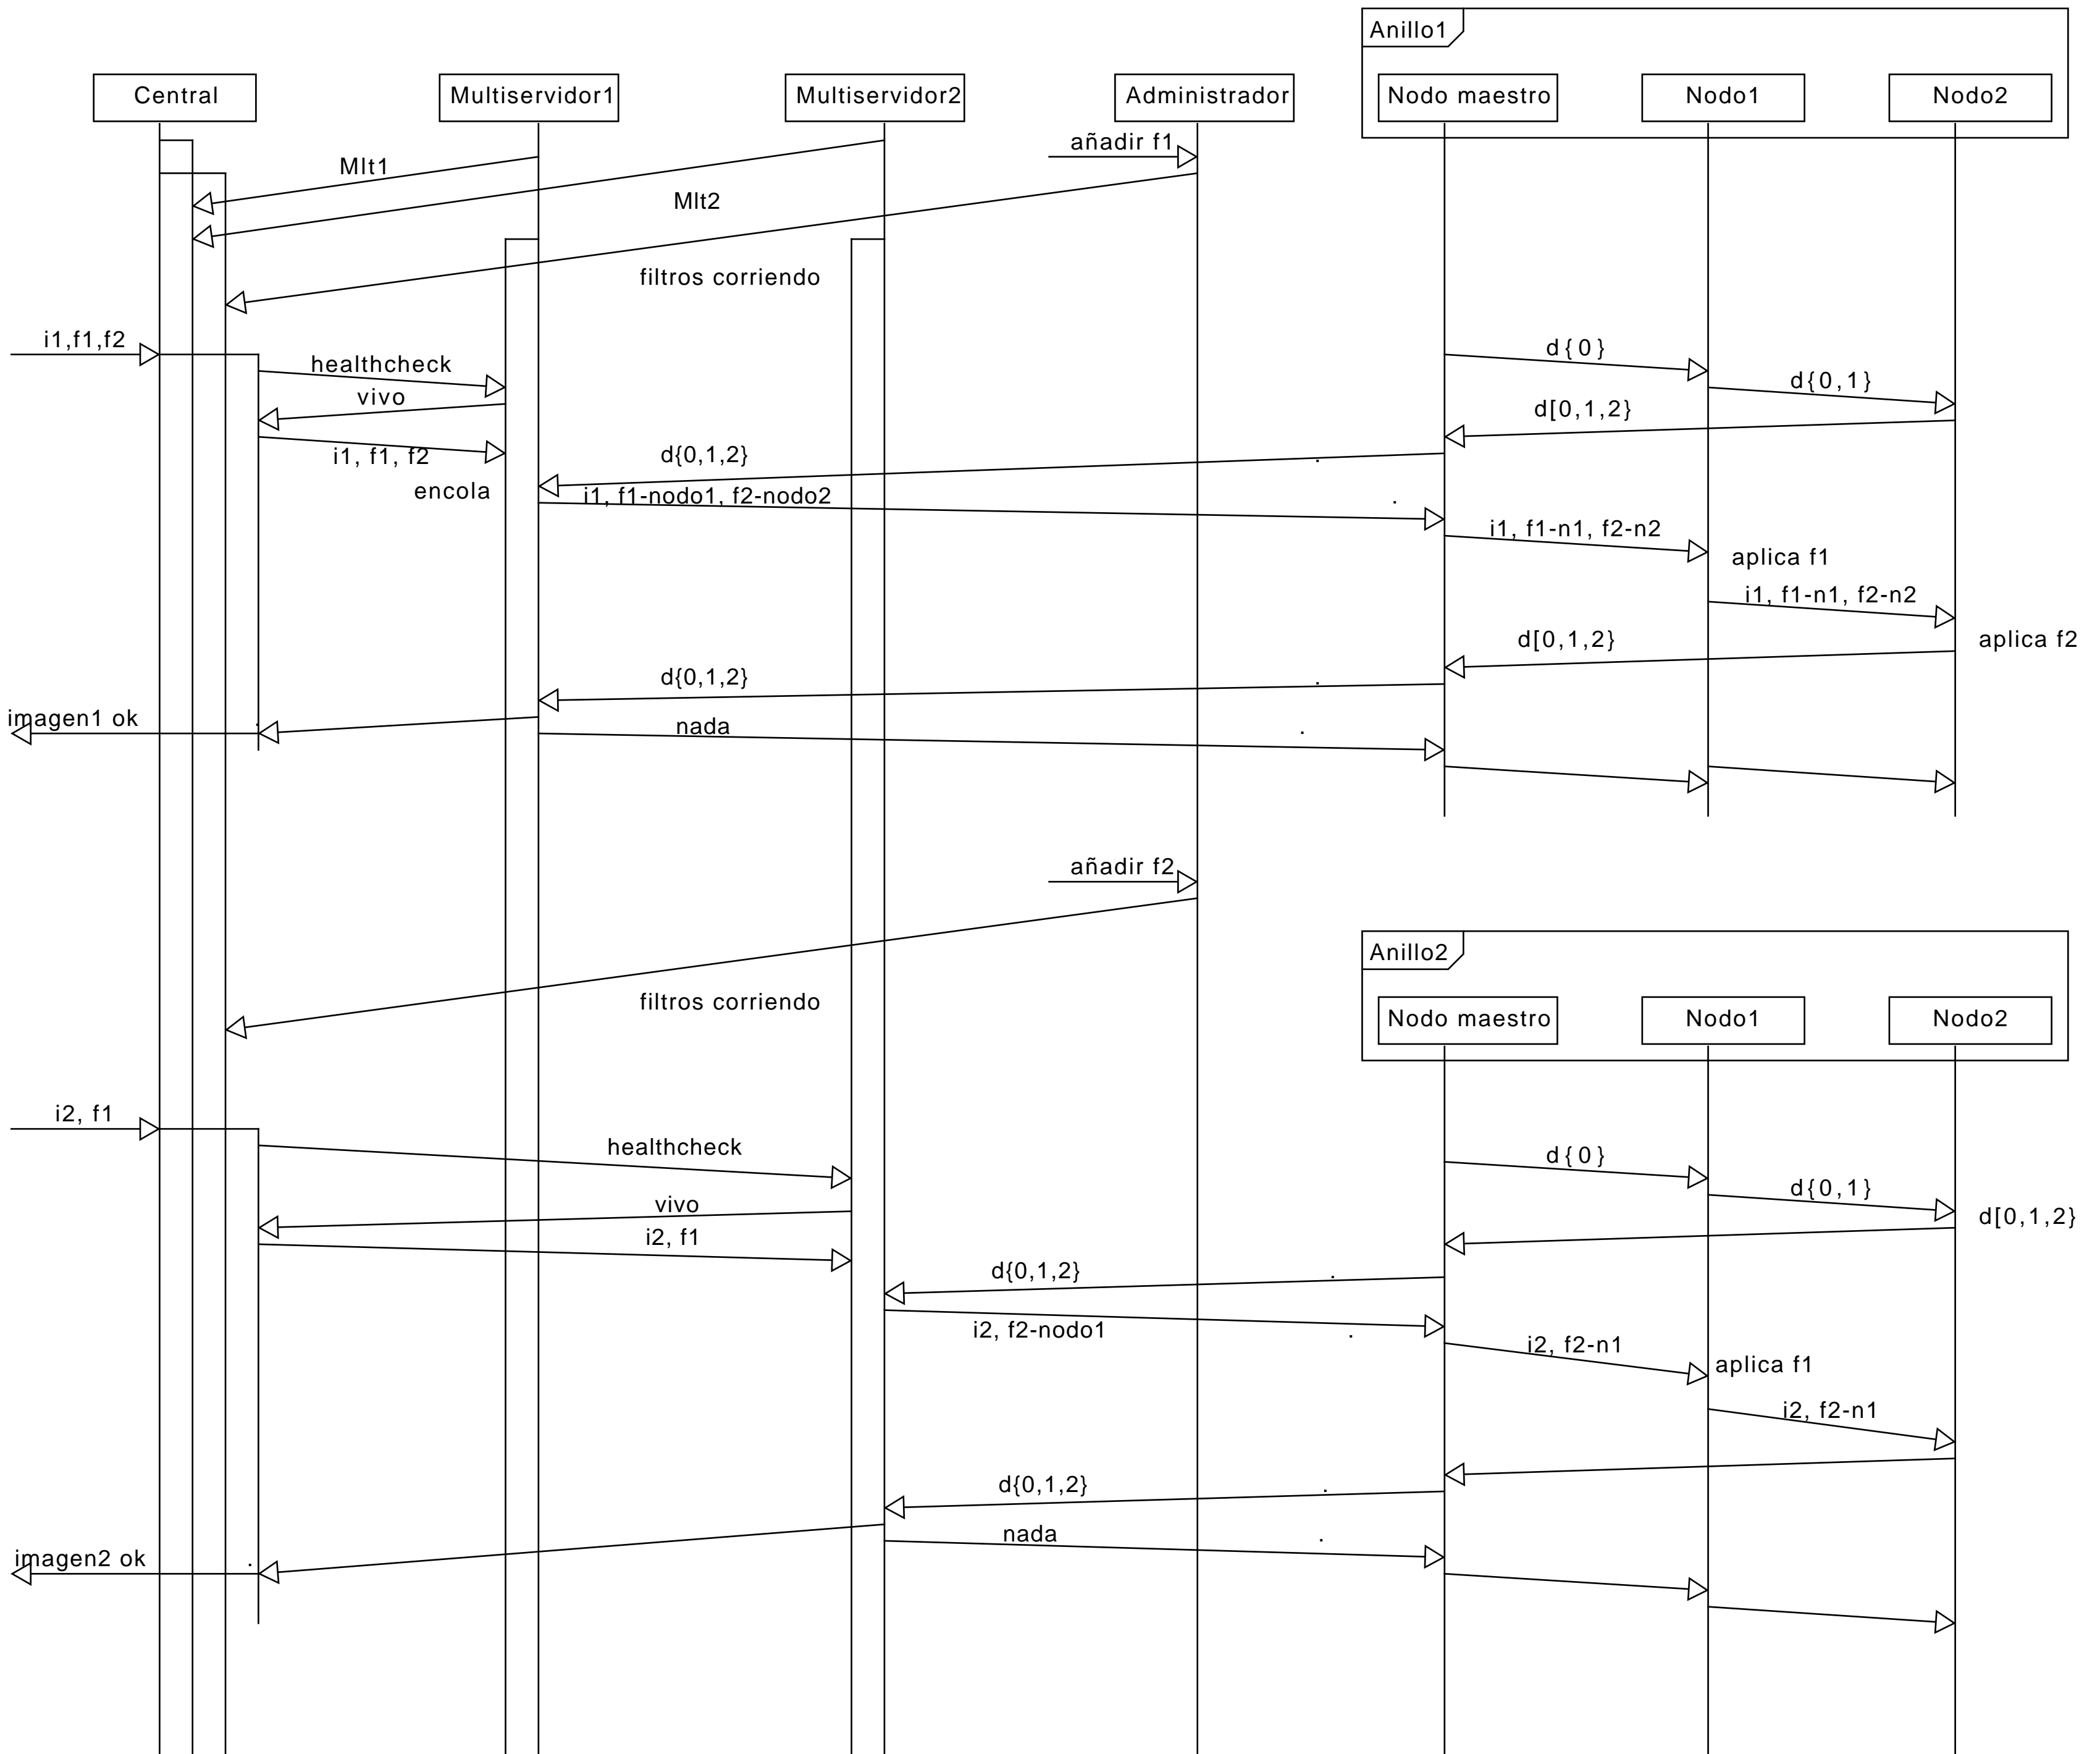 Anillo1
Central
Multiservidor1
Multiservidor2
Administrador
Nodo maestro
Nodo1
Nodo2
añadir f1
Mlt1
Mlt2
filtros corriendo
i1,f1,f2
healthcheck
d{0}
vivo
d{0,1}
d[0,1,2}
i1, f1, f2
d{0,1,2}
encola
i1, f1-nodo1, f2-nodo2
i1, f1-n1, f2-n2
aplica f1
i1, f1-n1, f2-n2
d[0,1,2}
aplica f2
d{0,1,2}
imagen1 ok
nada
añadir f2
Anillo2
filtros corriendo
Nodo maestro
Nodo1
Nodo2
i2, f1
healthcheck
d{0}
d{0,1}
vivo
d[0,1,2}
i2, f1
d{0,1,2}
i2, f2-nodo1
i2, f2-n1
aplica f1
i2, f2-n1
d{0,1,2}
nada
imagen2 ok